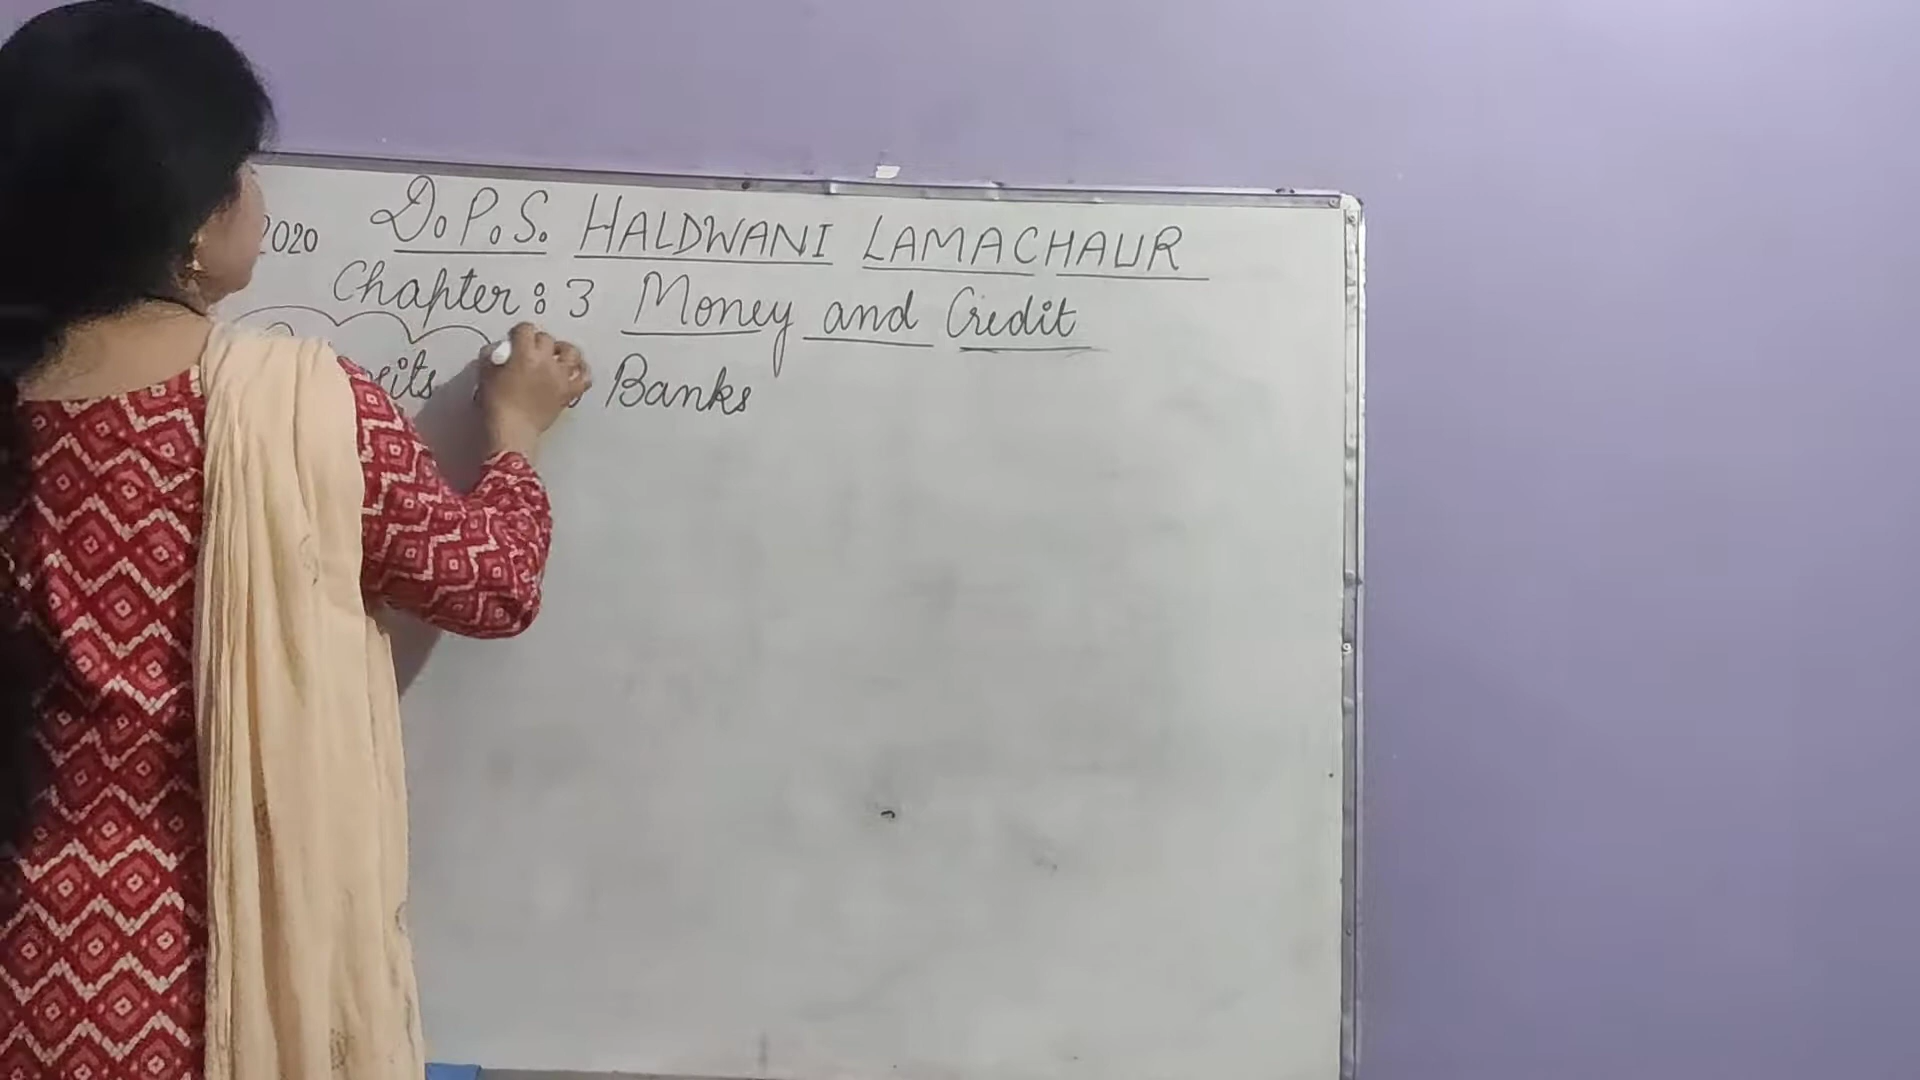 2020 D.P.S. HALDWANI LAMACHAUR
Chapter: 3 Money and Credit
Banks